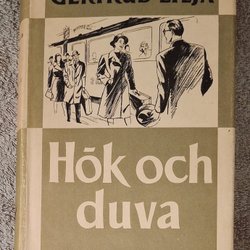 GERTRUD LILJA
Hök och
duva